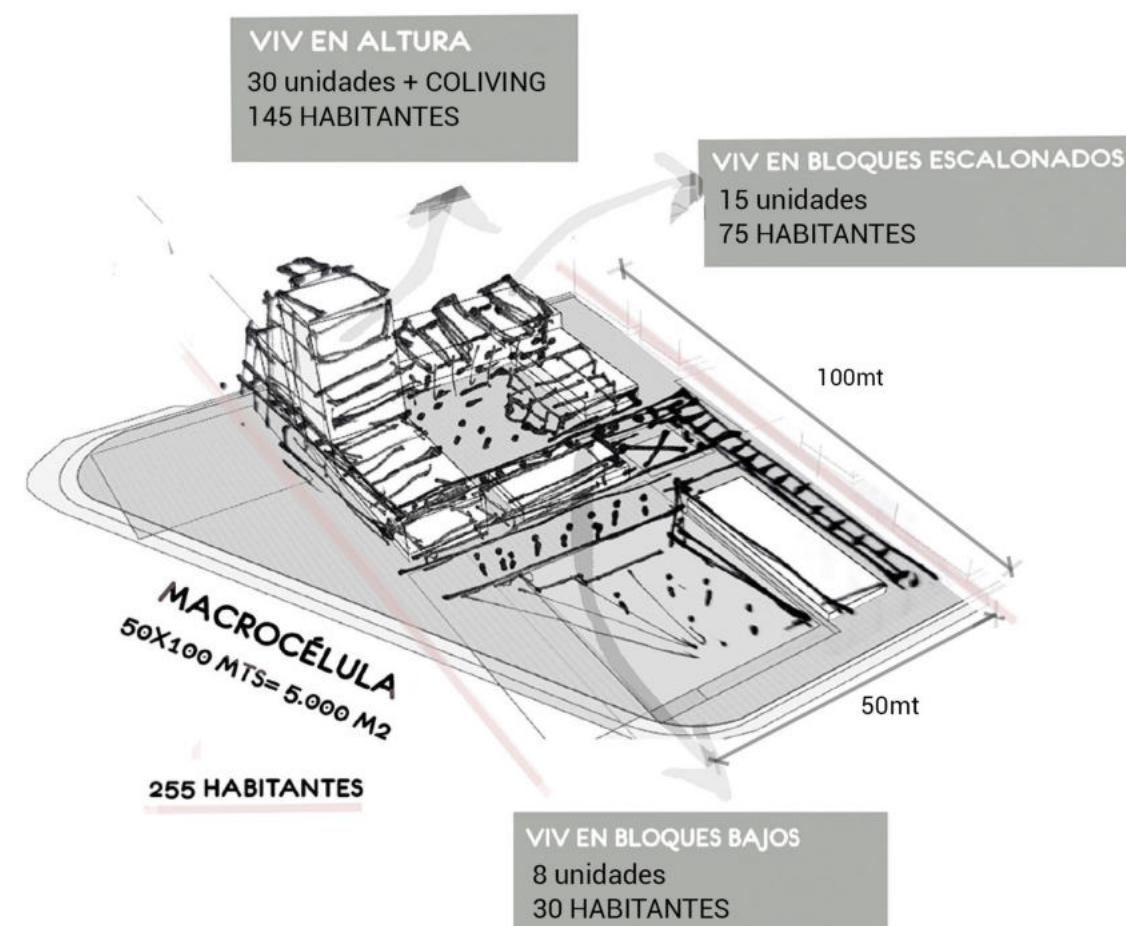 VIV EN ALTURA
30 unidades + COLIVING
145 HABITANTES
VIV EN BLOQUES ESCALONADOS
15 unidades
75 HABITANTES
100mt
50mt
MACROCÉLULA
50X100 MTS= 5.000 M2
255 HABITANTES
VIV EN BLOQUES BAJOS
8 unidades
30 HABITANTES